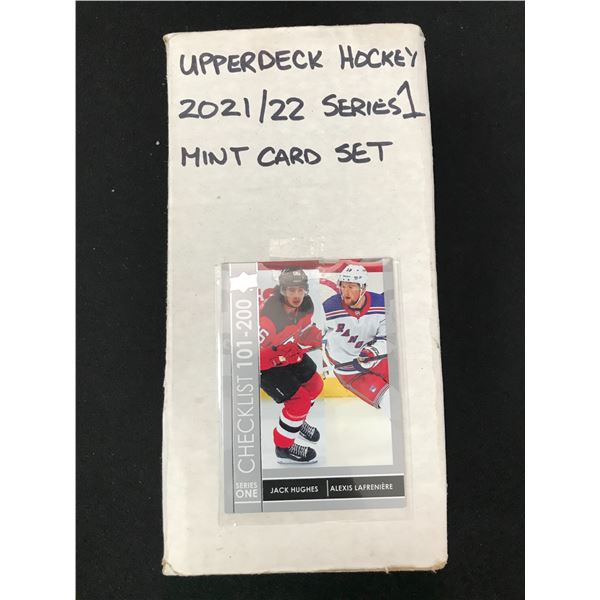 UPPERDECK HOCKEY
2021/22 SERIES 1
MINT CARD SET
CHECKLIST 101-200
SERIES
ONE
JACK HUGHES
ALEXIS LAFRENIÈRE